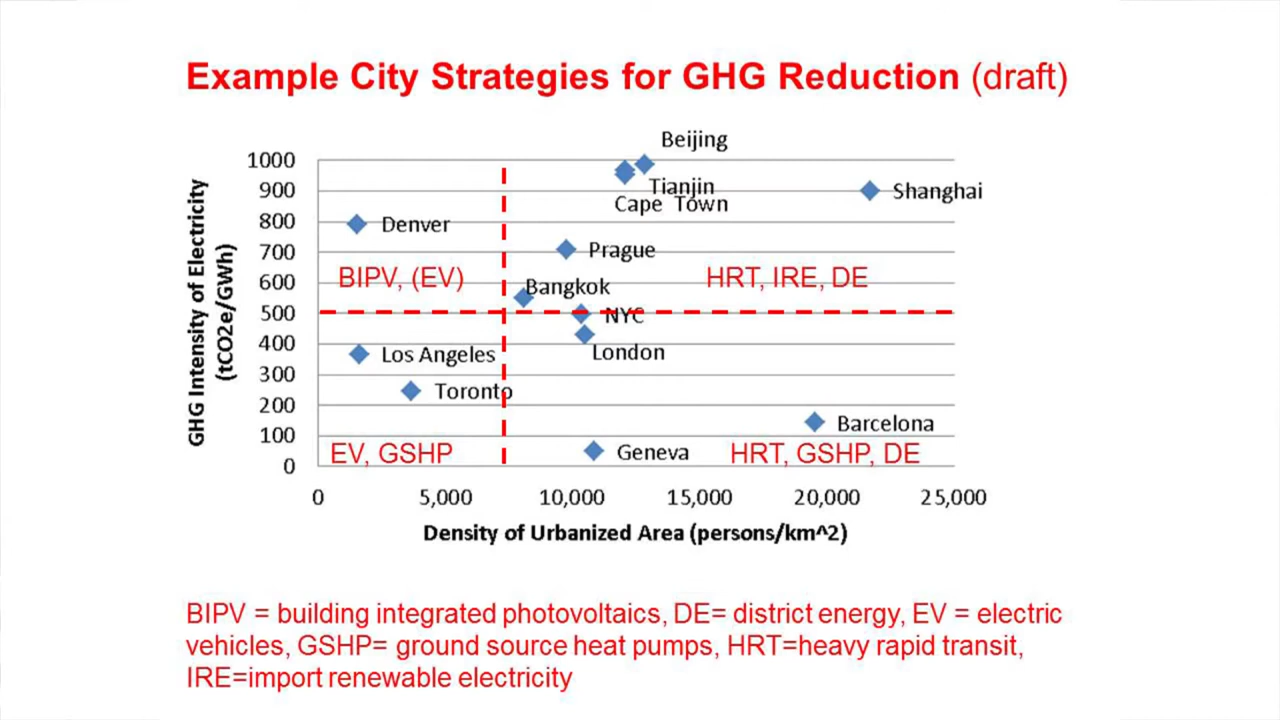 Example City Strategies for GHG Reduction (draft)
Beijing
1000
Tianjin
900
Shanghai
Cape Town
800
Denver
700
Prague
600
BIPV, (EV)
HRT, IRE, DE
Bangkok
500
NYC
400
London
Los Angeles
300
Toronto
200
100
Barcelona
EV, GSHP
Geneva
HRT, GSHP, DE
0
GHG Intensity of Electricity
(tCO2e/GWh)
0 5,000 10,000 15,000 20,000 25,000
Density of Urbanized Area (persons/km^2)
BIPV = building integrated photovoltaics, DE= district energy, EV = electric
vehicles, GSHP= ground source heat pumps, HRT=heavy rapid transit,
IRE=import renewable electricity